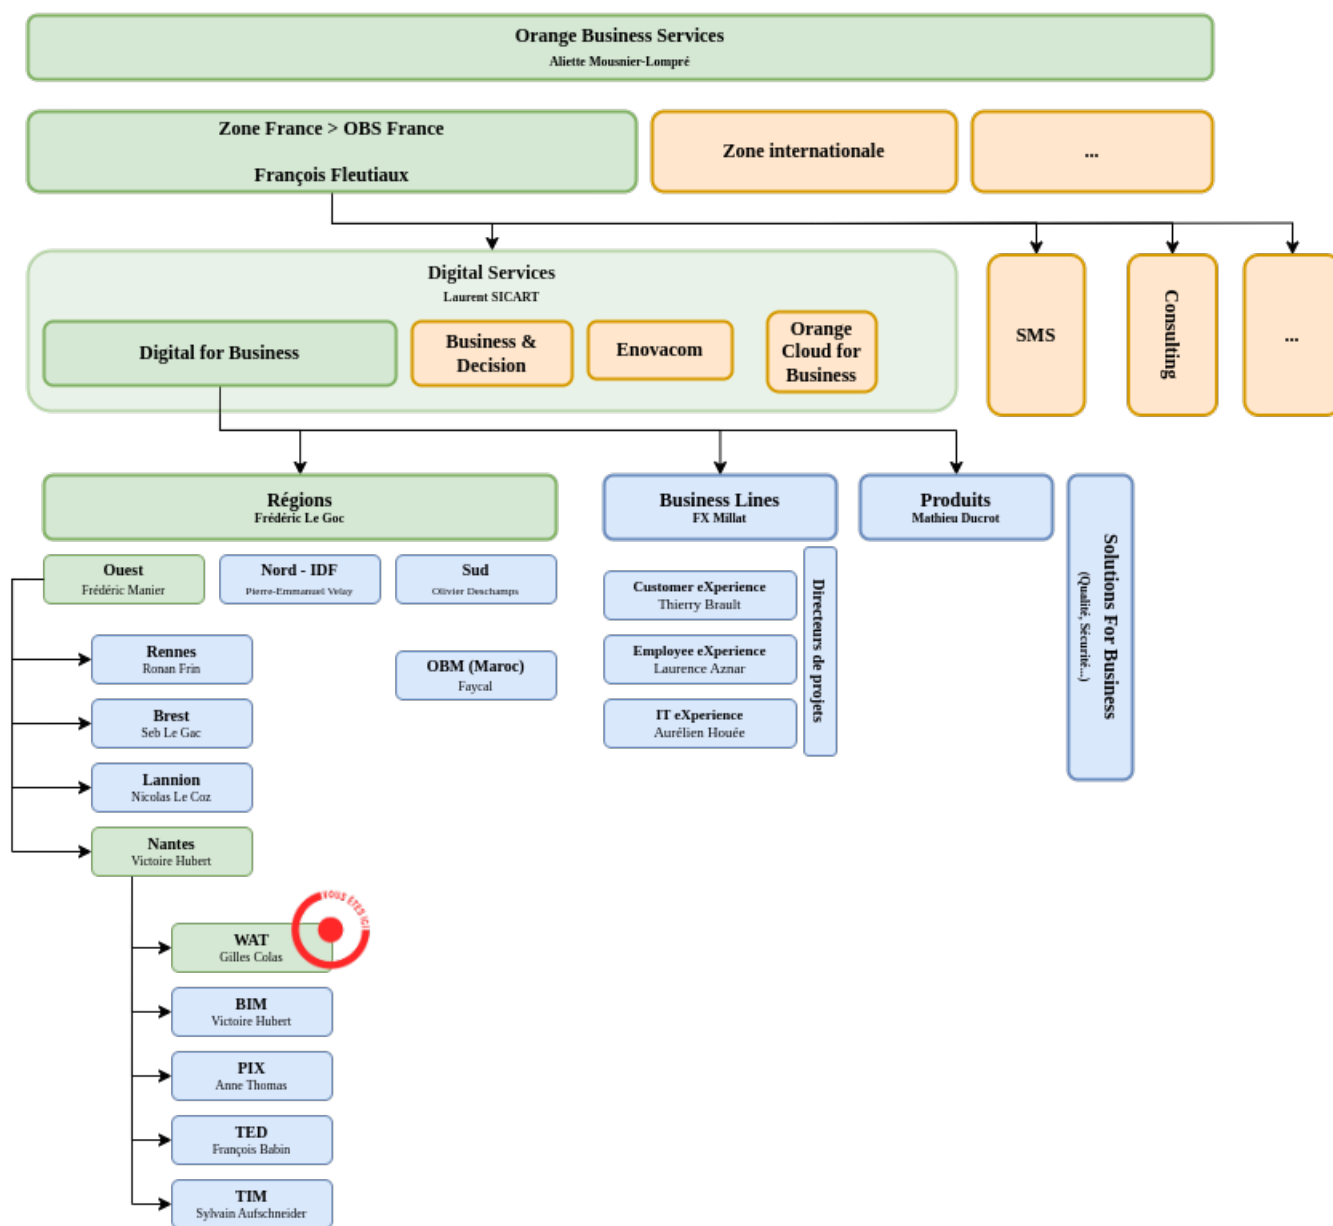 Orange Business Services
Aliette Mousnier-Lompré
Zone France > OBS France
François Fleutiaux
Zone internationale
...
Digital Services
Laurent SICART
Digital for Business
Business &
Decision
Enovacom
Orange
Cloud for
Business
SMS
Consulting
...
Régions
Frédéric Le Goc
Business Lines
FX Millat
Produits
Mathieu Ducrot
Solutions For Business
(Qualité, Sécurité...)
Ouest
Frédéric Manier
Nord - IDF
Pierre-Emmanuel Velay
Sud
Olivier Deschamps
OBM (Maroc)
Faycal
Customer eXperience
Thierry Brault
Employee eXperience
Laurence Aznar
IT eXperience
Aurélien Houée
Directeurs de projets
Rennes
Ronan Frin
Brest
Seb Le Gac
Lannion
Nicolas Le Coz
Nantes
Victoire Hubert
VOUS ÊTES ICI
WAT
Gilles Colas
BIM
Victoire Hubert
PIX
Anne Thomas
TED
François Babin
TIM
Sylvain Aufschneider